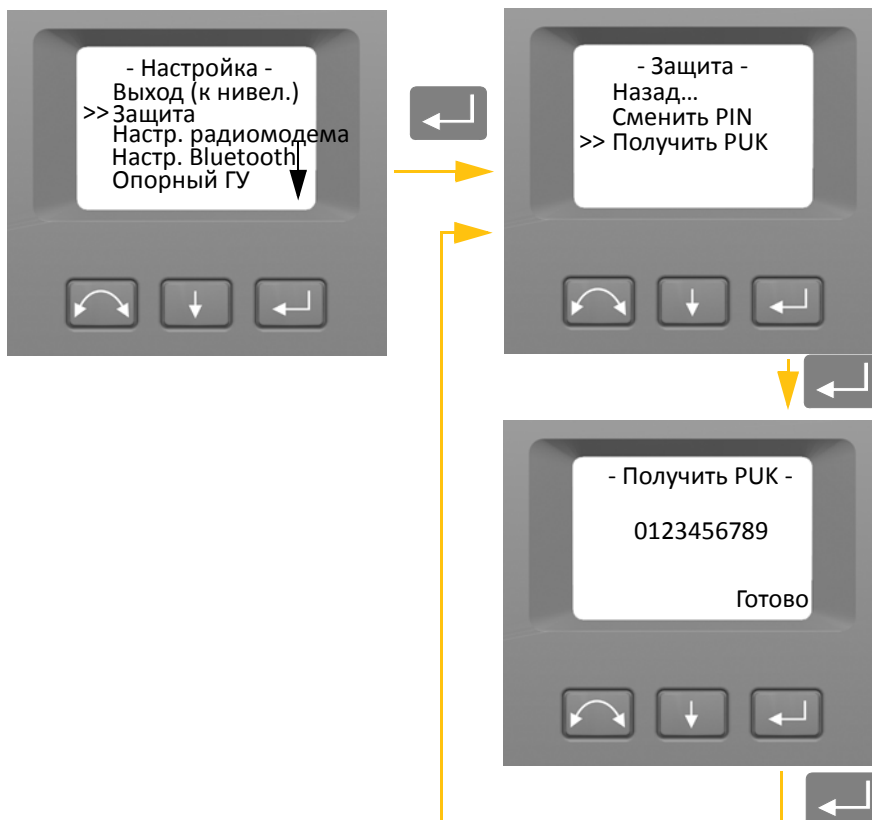 - Настройка -
Выход (к нивел.)
>> Защита
Настр. радиомодема
Настр. Bluetooth
Опорный ГУ
- Защита -
Назад...
Сменить PIN
>> Получить PUK
- Получить PUK -
0123456789
Готово